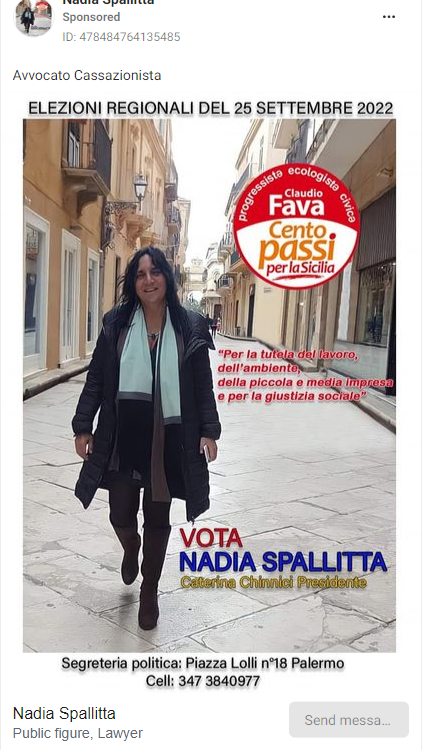 Nadia Spallitta
Sponsored
ID: 478484764135485
Avvocato Cassazionista
ELEZIONI REGIONALI DEL 25 SETTEMBRE 2022
progressista ecologista civica
Claudio
Fava
Cento
passi
per la Sicilia
“Per la tutela del lavoro,
dell'ambiente,
della piccola e media impresa
e per la giustizia sociale”
VOTA
NADIA SPALLITTA
Caterina Chinnici Presidente
Segreteria politica: Piazza Lolli n°18 Palermo
Cell: 347 3840977
Nadia Spallitta
Public figure, Lawyer
Send messa...